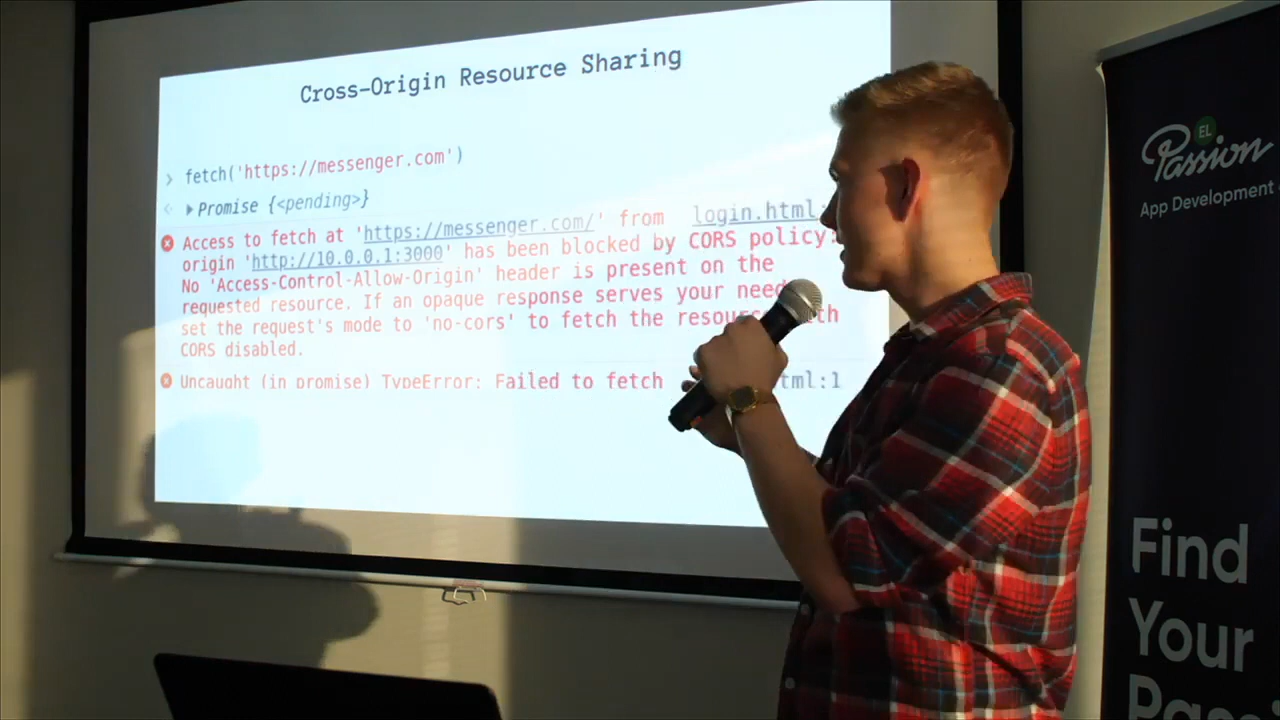 Cross-Origin Resource Sharing
fetch('https://messenger.com')
Promise {<pending>}
Access to fetch at 'https://messenger.com/' from login.html:
origin 'http://10.0.0.1:3000' has been blocked by CORS policy:
No 'Access-Control-Allow-Origin' header is present on the
requested resource. If an opaque response serves your need
set the request's mode to 'no-cors' to fetch the
CORS disabled.
Uncaught (in promise) TypeError: Failed to fetch
EL
Passion
App Development
Find
Your